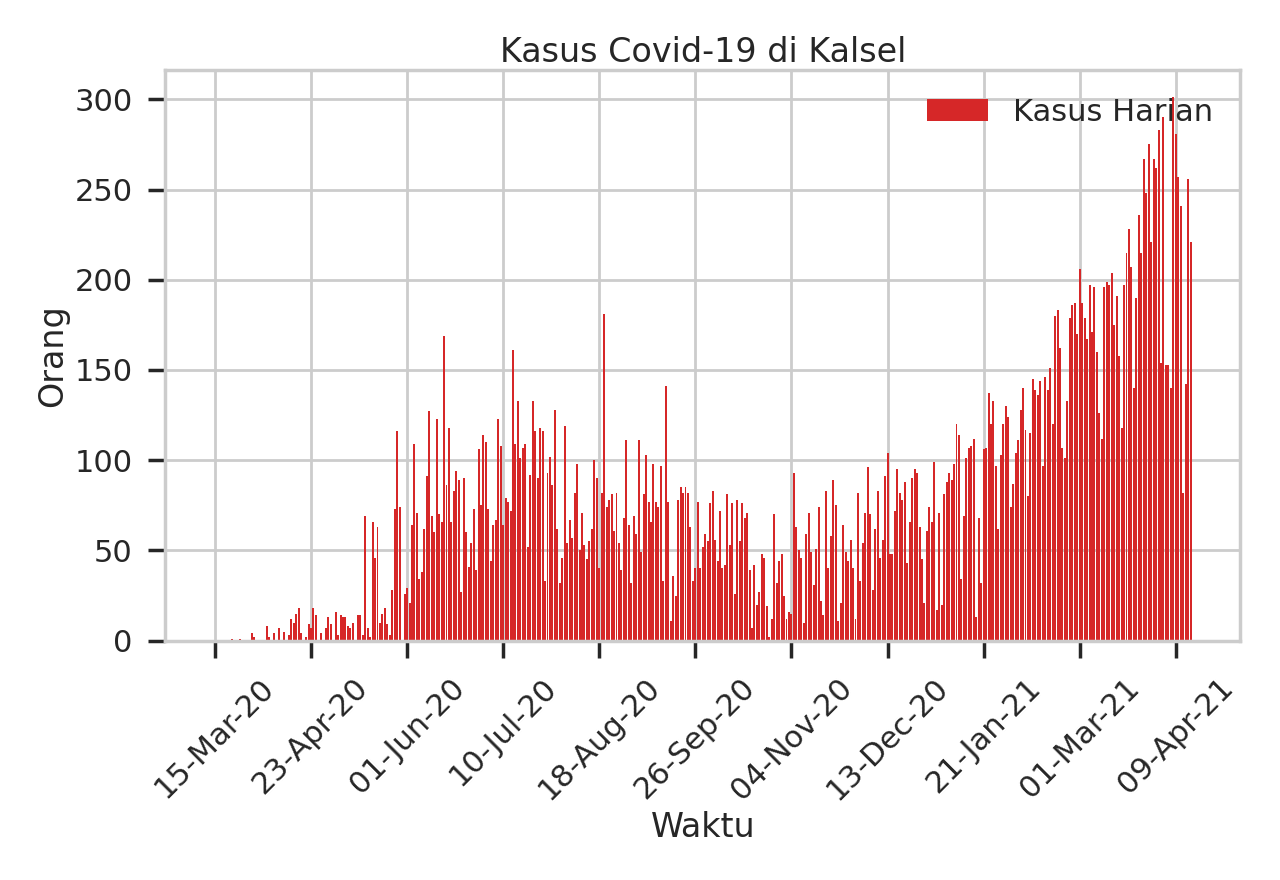 Kasus Covid-19 di Kalsel
Kasus Harian
300
250
200
150
100
50
0
Orang
15-Mar-20
23-Apr-20
01-Jun-20
10-Jul-20
18-Aug-20
26-Sep-20
04-Nov-20
13-Dec-20
21-Jan-21
01-Mar-21
09-Apr-21
Waktu